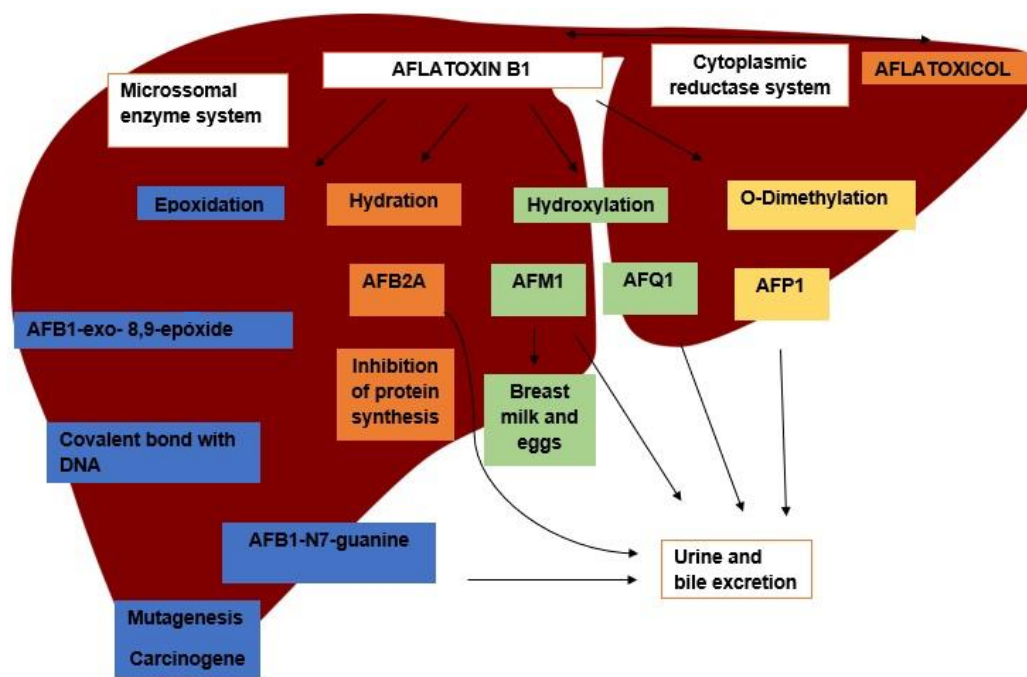 AFLATOXIN B1
Cytoplasmic
reductase system
AFLATOXICOL
Microssomal
enzyme system
Epoxidation
Hydration
Hydroxylation
O-Dimethylation
AFB2A
AFM1
AFQ1
AFP1
AFB1-exo- 8,9-epóxide
Inhibition
of protein
synthesis
Breast
milk and
eggs
Covalent bond with
DNA
AFB1-N7-guanine
Urine and
bile excretion
Mutagenesis
Carcinogene